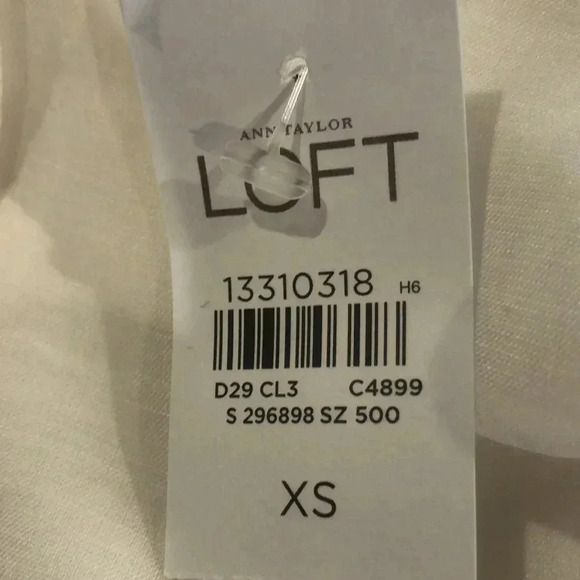 ANN TAYLOR
LOFT
13310318 H6
D29 CL3 C4899
S 296898 SZ 500
XS